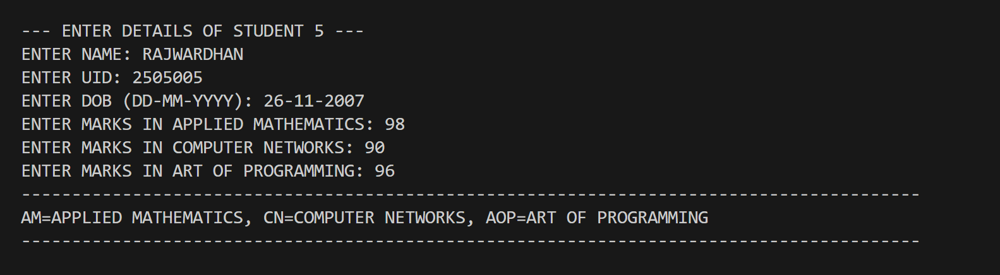 --- ENTER DETAILS OF STUDENT 5 ---
ENTER NAME: RAJWARDHAN
ENTER UID: 2505005
ENTER DOB (DD-MM-YYYY): 26-11-2007
ENTER MARKS IN APPLIED MATHEMATICS: 98
ENTER MARKS IN COMPUTER NETWORKS: 90
ENTER MARKS IN ART OF PROGRAMMING: 96
-----------------------------------------------------------------------------------------
AM=APPLIED MATHEMATICS, CN=COMPUTER NETWORKS, AOP=ART OF PROGRAMMING
-----------------------------------------------------------------------------------------